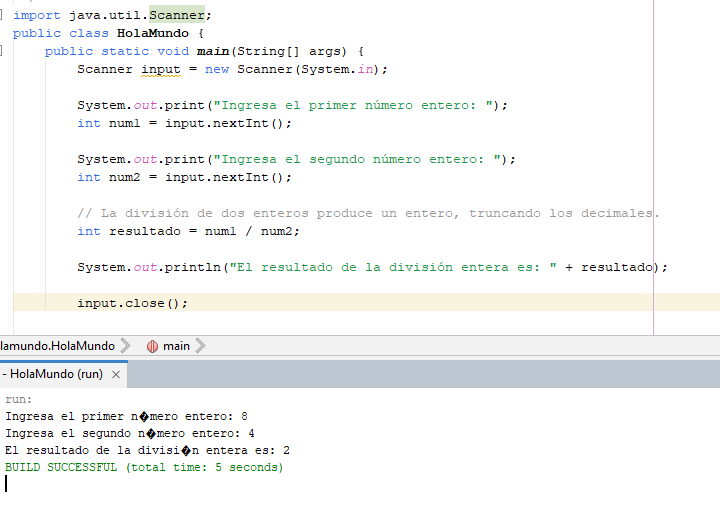 import java.util.Scanner;
public class HolaMundo {
    public static void main(String[] args) {
        Scanner input = new Scanner(System.in);
        System.out.print("Ingresa el primer número entero: ");
        int num1 = input.nextInt();
        System.out.print("Ingresa el segundo número entero: ");
        int num2 = input.nextInt();
        // La división de dos enteros produce un entero, truncando los decimales.
        int resultado = num1 / num2;
        System.out.println("El resultado de la división entera es: " + resultado);
        input.close();
lamundo.HolaMundo main
- HolaMundo (run) ×
run:
Ingresa el primer n�mero entero: 8
Ingresa el segundo n�mero entero: 4
El resultado de la divisi�n entera es: 2
BUILD SUCCESSFUL (total time: 5 seconds)